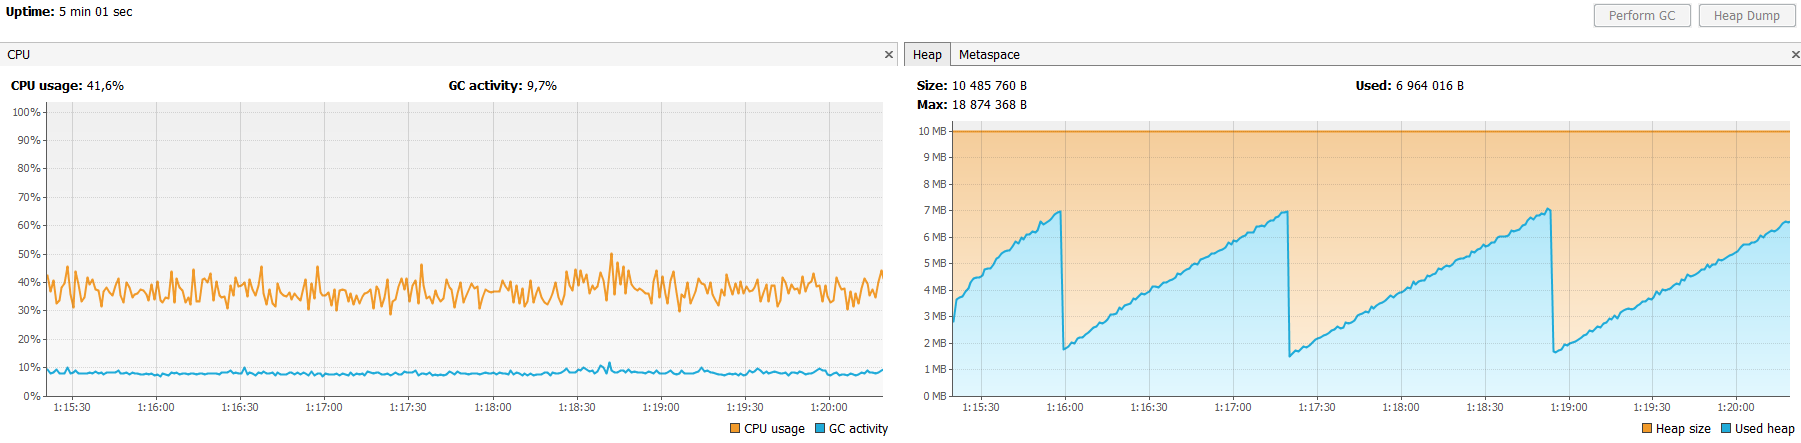 Uptime: 5 min 01 sec
Perform GC Heap Dump
CPU
CPU usage: 41,6% GC activity: 9,7%
100%
90%
80%
70%
60%
50%
40%
30%
20%
10%
0%
1:15:30 1:16:00 1:16:30 1:17:00 1:17:30 1:18:00 1:18:30 1:19:00 1:19:30 1:20:00
CPU usage GC activity
Heap Metaspace
Size: 10 485 760 B Used: 6 964 016 B
Max: 18 874 368 B
10 MB
9 MB
8 MB
7 MB
6 MB
5 MB
4 MB
3 MB
2 MB
1 MB
0 MB
1:15:30 1:16:00 1:16:30 1:17:00 1:17:30 1:18:00 1:18:30 1:19:00 1:19:30 1:20:00
Heap size Used heap